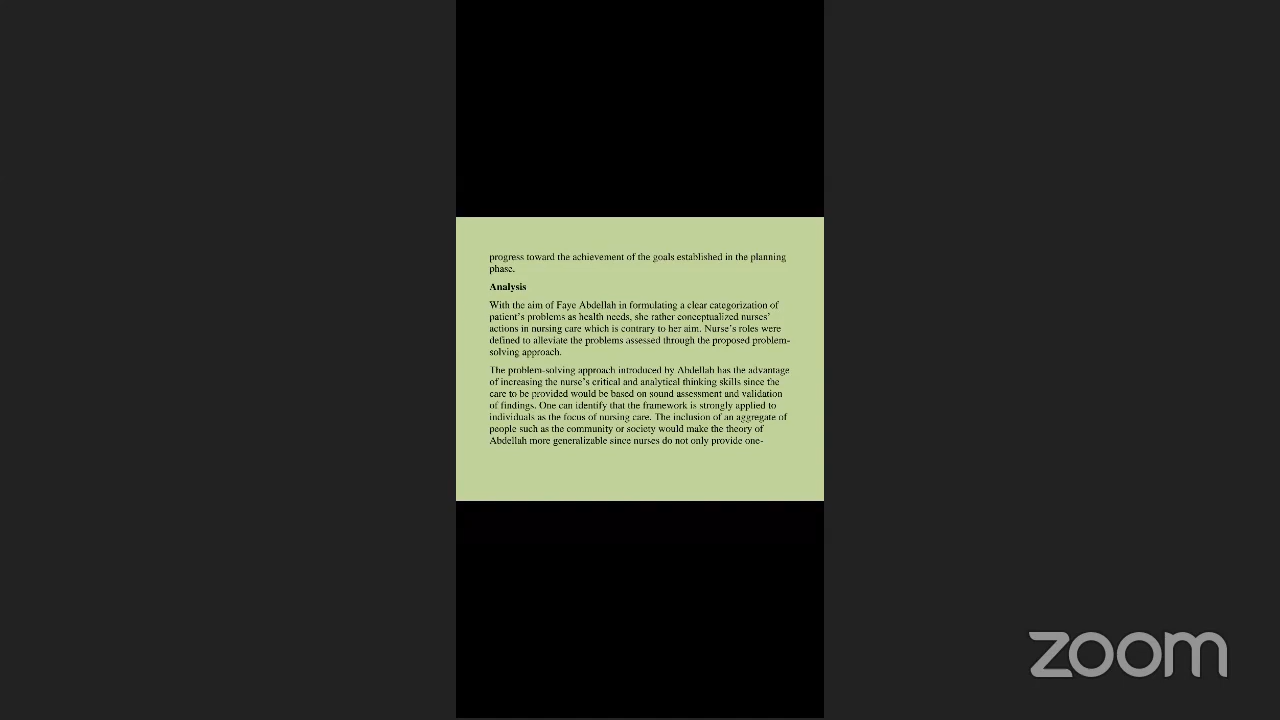 progress toward the achievement of the goals established in the planning
phase.
Analysis
With the aim of Faye Abdellah in formulating a clear categorization of
patient's problems as health needs, she rather conceptualized nurses'
actions in nursing care which is contrary to her aim. Nurse's roles were
defined to alleviate the problems assessed through the proposed problem-
solving approach.
The problem-solving approach introduced by Abdellah has the advantage
of increasing the nurse's critical and analytical thinking skills since the
care to be provided would be based on sound assessment and validation
of findings. One can identify that the framework is strongly applied to
individuals as the focus of nursing care. The inclusion of an aggregate of
people such as the community or society would make the theory of
Abdellah more generalizable since nurses do not only provide one-
zoom